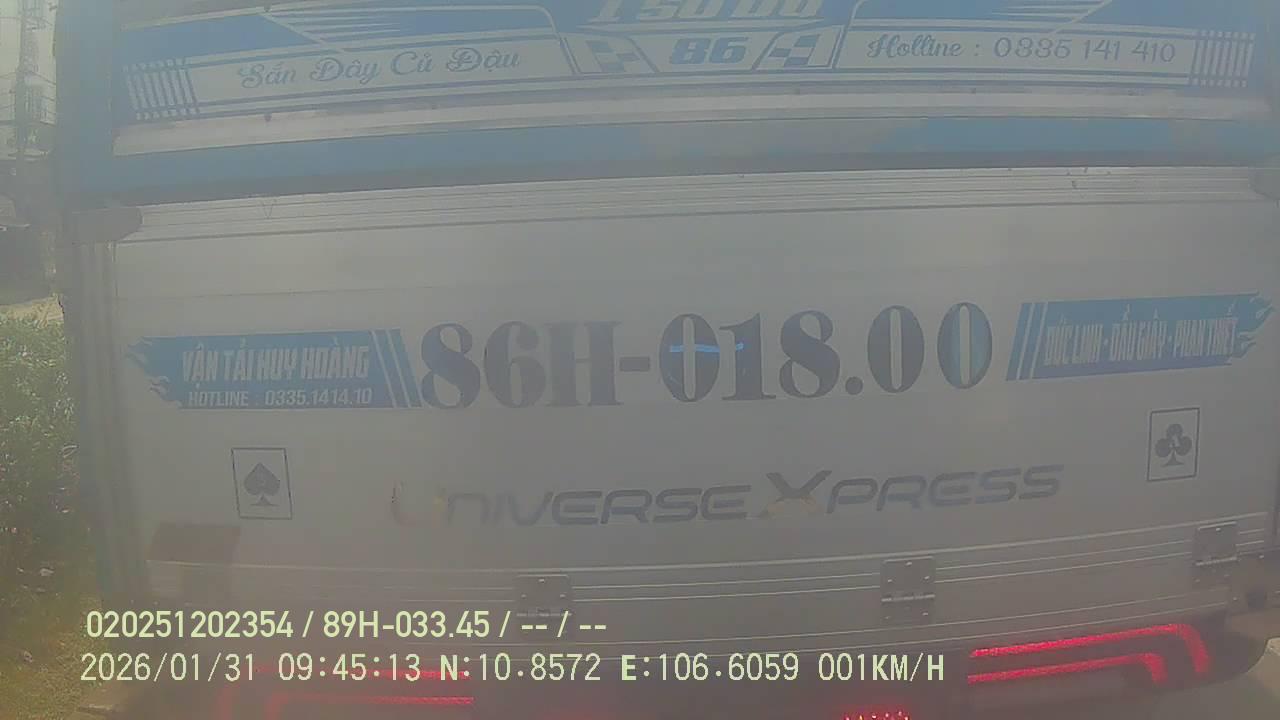 86
Sắn Dây Củ Đậu
Hotline : 0335 141 410
VẬN TẢI HUY HOÀNG
HOTLINE : 0335.1414.10
86H-018.00
ĐỨC LINH - DẦU GIÂY - PHAN THIẾT
UNIVERSE XPRESS
020251202354 / 89H-033.45 / -- / --
2026/01/31 09:45:13 N:10.8572 E:106.6059 001KM/H